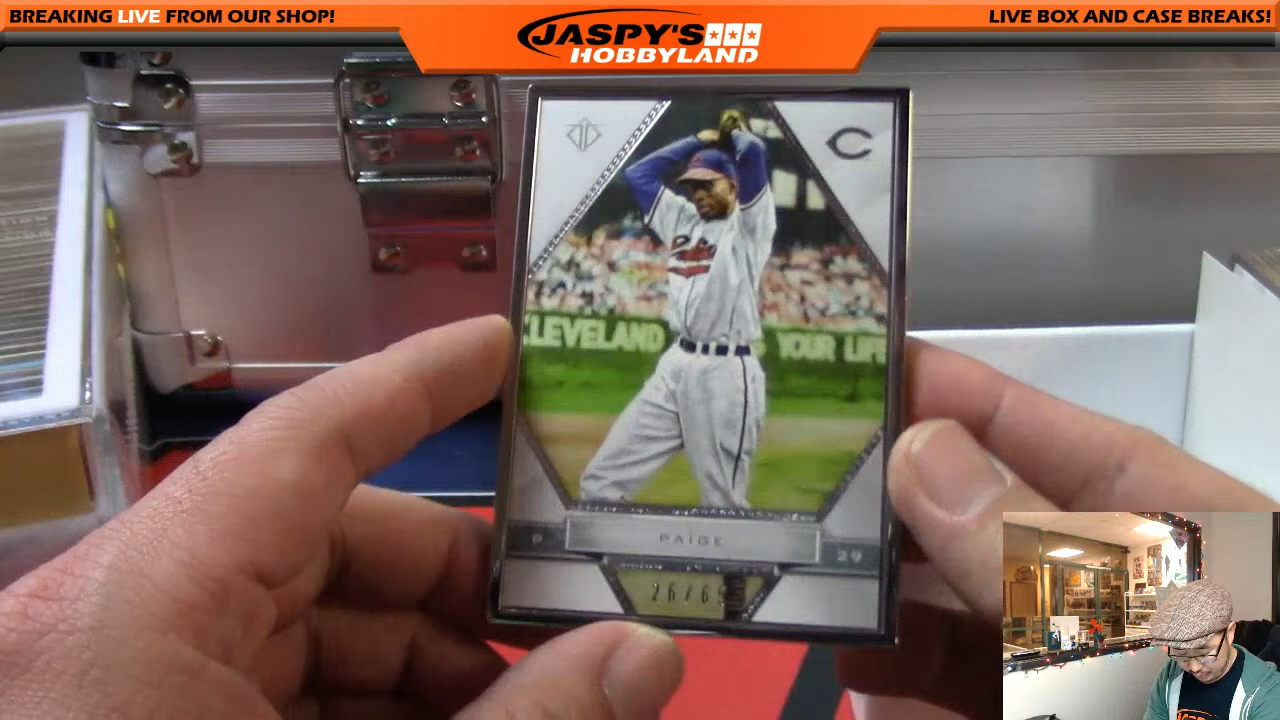 BREAKING LIVE FROM OUR SHOP!
JASPY'S
HOBBYLAND
LIVE BOX AND CASE BREAKS!
C
CLEVELAND
YOUR LIFE
P
PAIGE
29